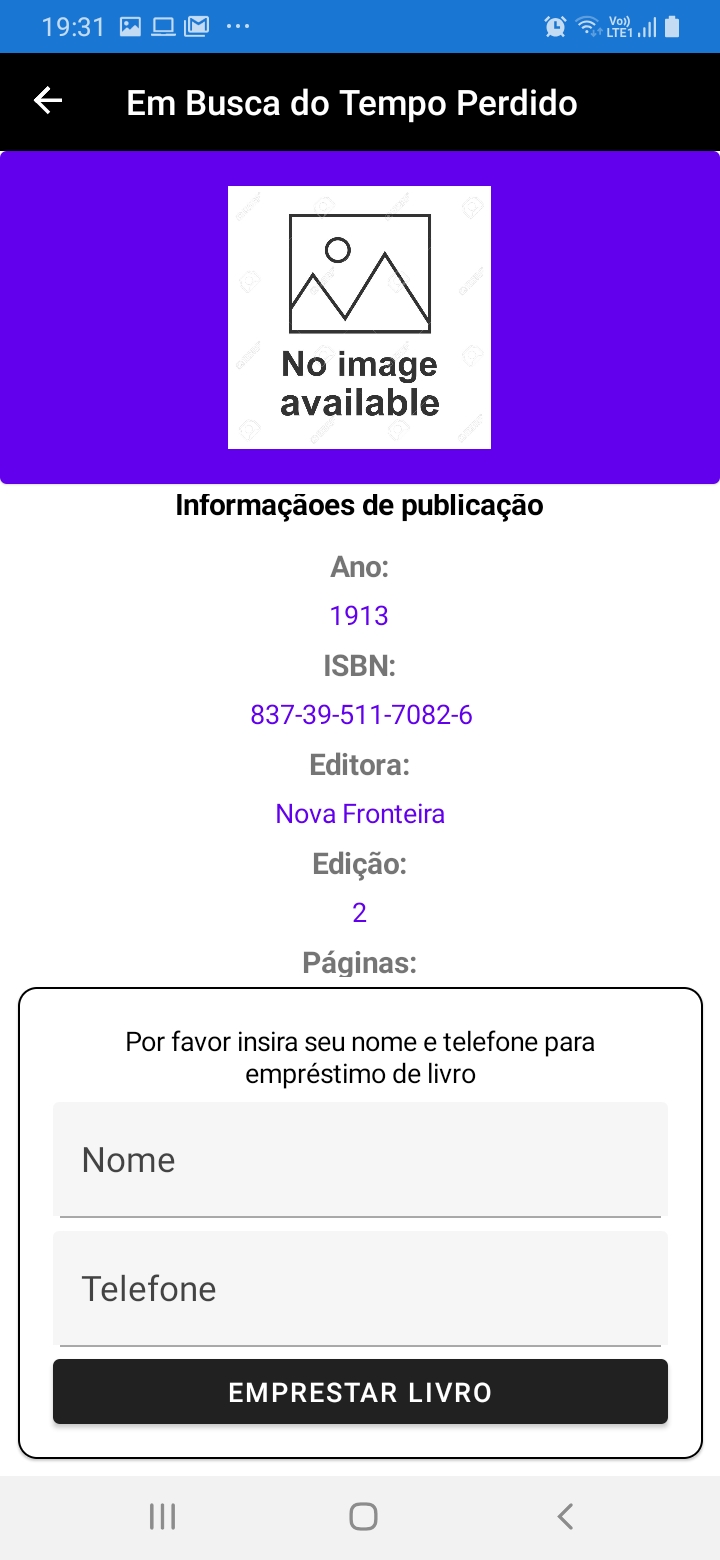 19:31
Vo))
LTE1
Em Busca do Tempo Perdido
No image
available
Informaçãoes de publicação
Ano:
1913
ISBN:
837-39-511-7082-6
Editora:
Nova Fronteira
Edição:
2
Páginas:
Por favor insira seu nome e telefone para
empréstimo de livro
Nome
Telefone
EMPRESTAR LIVRO